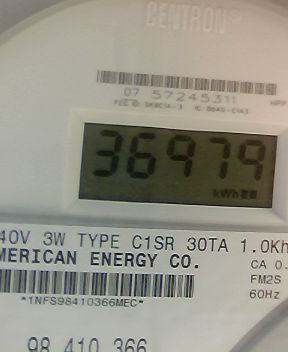 CENTRON®
07 57245311
36979
kWh
40V 3W TYPE C1SR 30TA 1.0Kh
MERICAN ENERGY CO.
CA 0.
FM2S
60Hz
*1NFS98410366MEC*
98 410 366